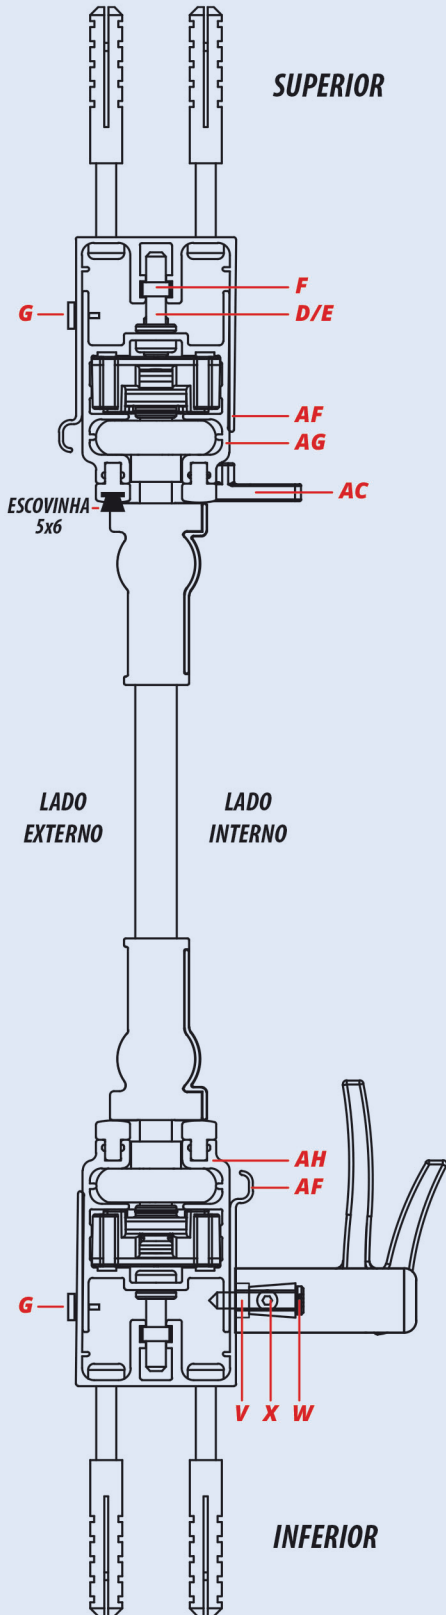 SUPERIOR
F
G
D/E
AF
AG
AC
ESCOVINHA
5x6
LADO
EXTERNO
LADO
INTERNO
AH
AF
G
V X W
INFERIOR